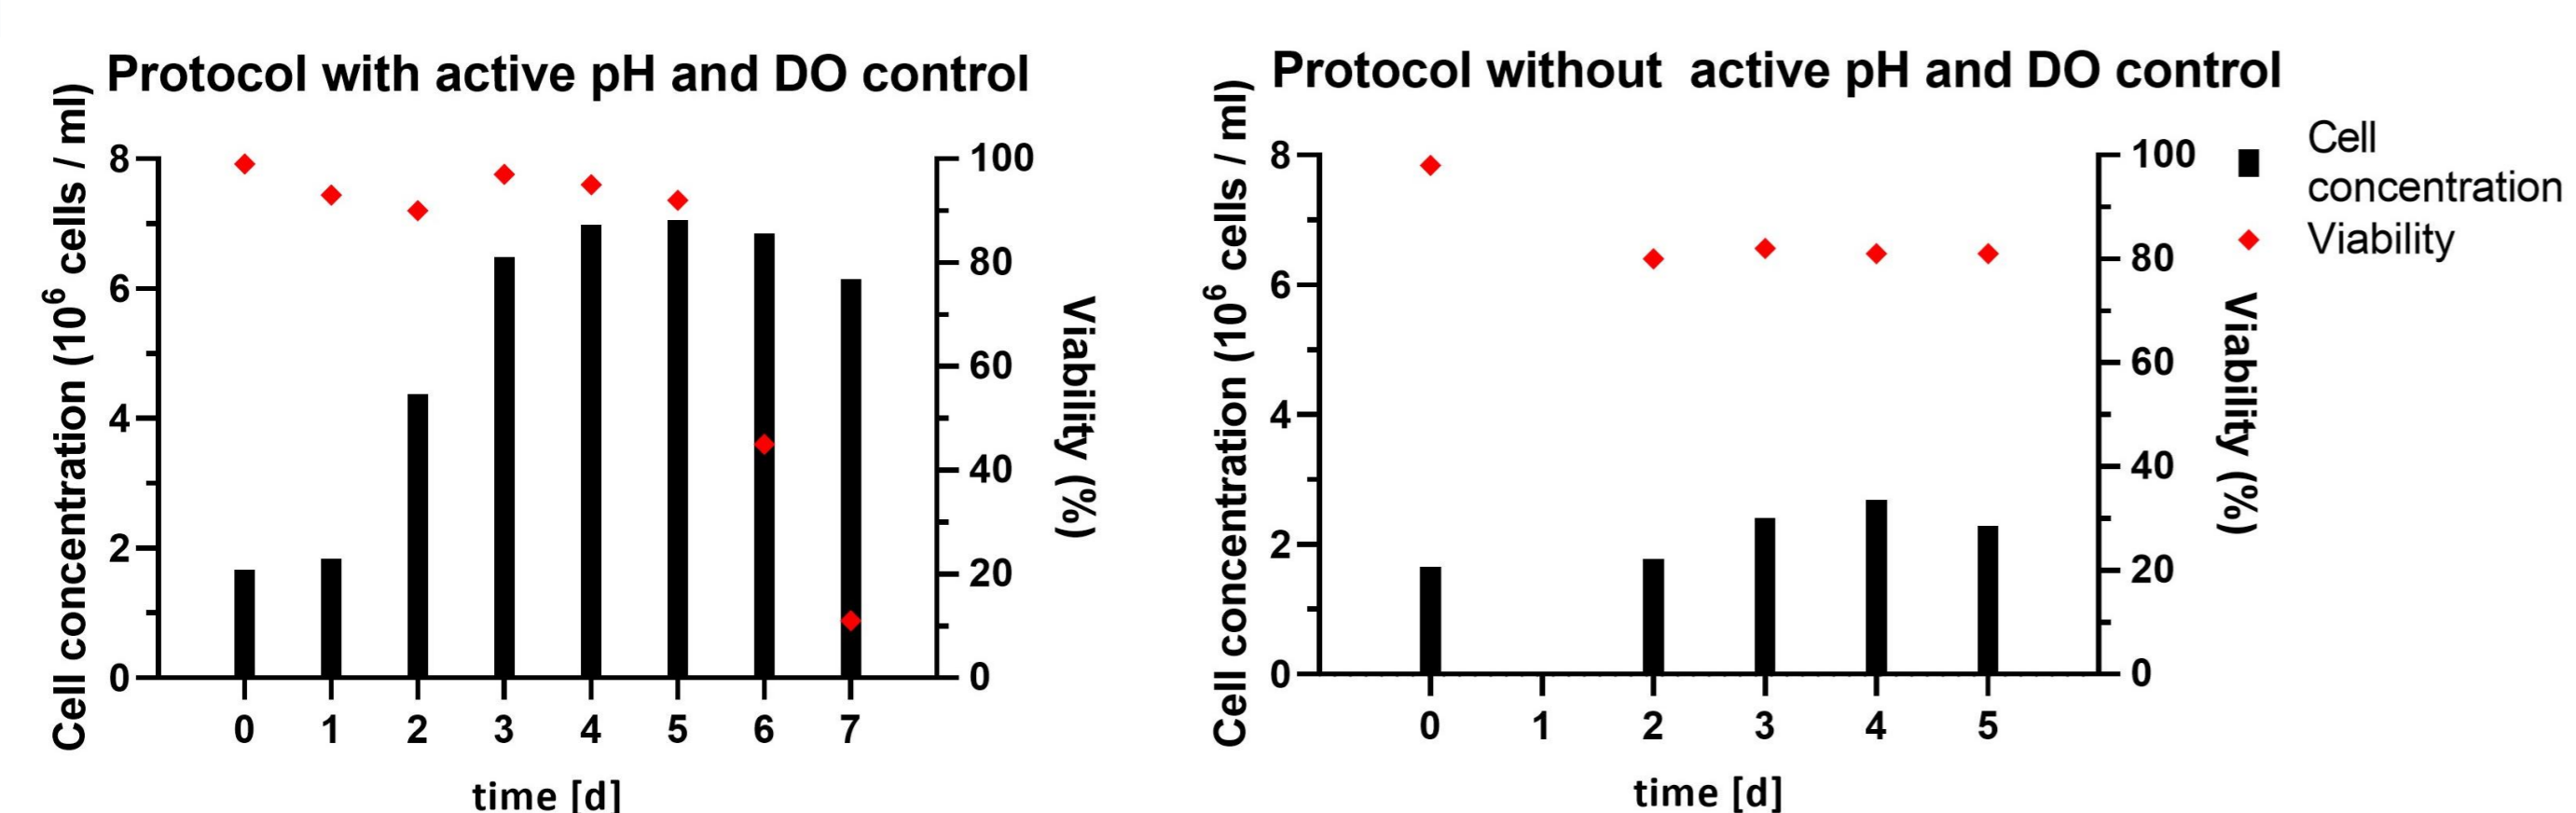 Protocol with active pH and DO control
Cell concentration (10⁶ cells / ml)
8
6
4
2
0
100
80
60
40
20
0
Viability (%)
0 1 2 3 4 5 6 7
time [d]
Protocol without  active pH and DO control
Cell concentration (10⁶ cells / ml)
8
6
4
2
0
100
80
60
40
20
0
Viability (%)
0 1 2 3 4 5
time [d]
Cell
concentration
Viability